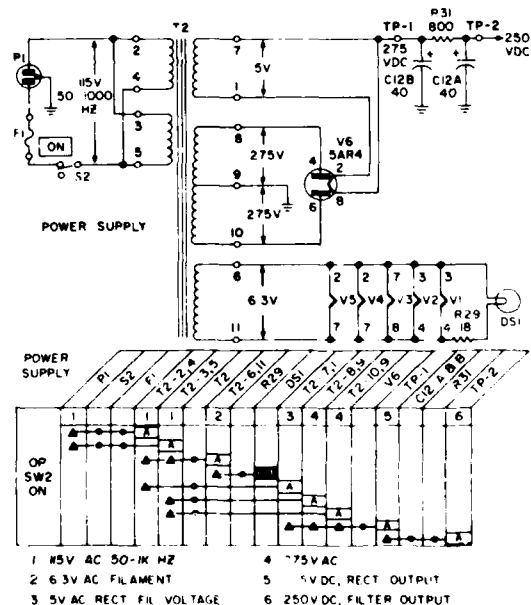 T2
R31
TP-1 800 TP-2
P1
2
7
275
VDC
250
VDC
115V
50 - 1000
HZ
4
5V
1
C12B
40
C12A
40
3
8
F1
ON
S2
5
275V
9
275V
10
V6
5AR4
4
2
6
8
POWER SUPPLY
6
6.3V
11
2 2 7 3 3
V5 V4 V3 V2 V1
7 7 8 4 4
R29
18
DS1
POWER
SUPPLY
P1
S2
F1
T2-2,4
T2-3,5
T2
T2-6,11
R29
DS1
T2-7,1
T2-8,9
T2-10,9
V6
TP-1
C12 A & B
R31
TP-2
1 1 1 2 3 4 4 5 6
OP
SW2
ON
A A A A A A A A
1 115V AC 50-1K HZ
2 6.3V AC FILAMENT
3 5V AC RECT FIL VOLTAGE
4 275VAC
5 5VDC, RECT OUTPUT
6 250VDC, FILTER OUTPUT